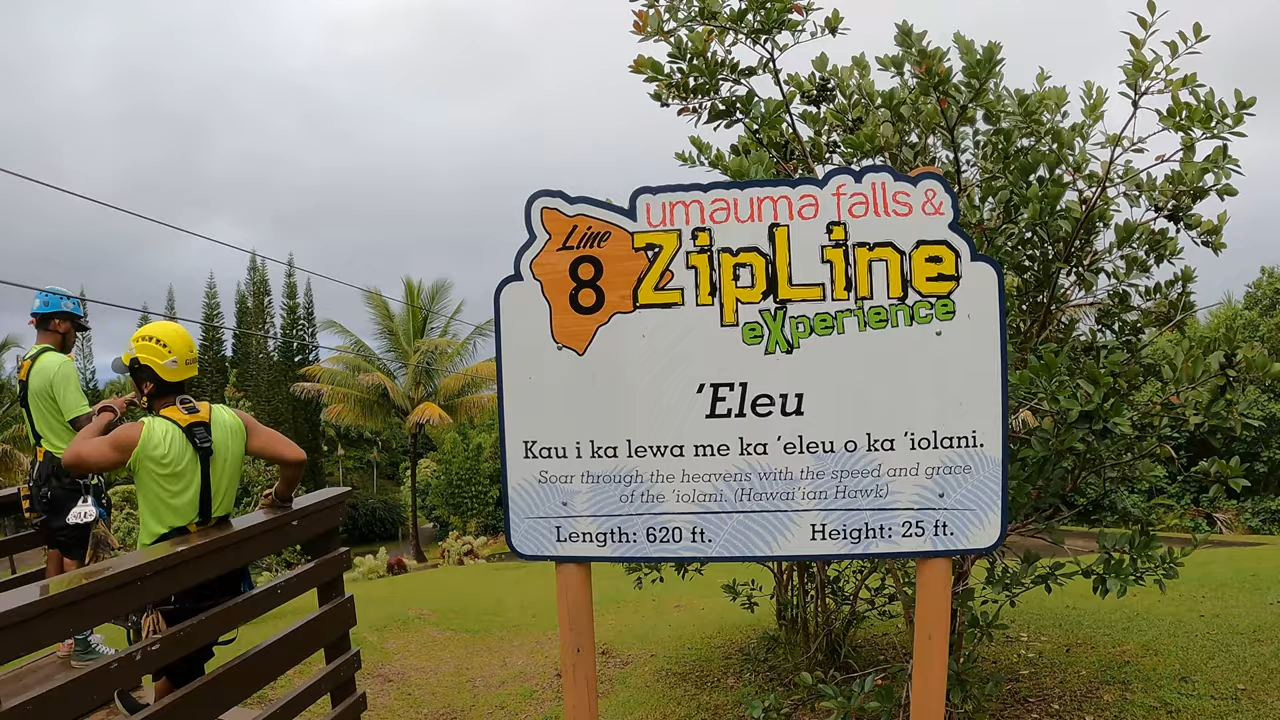 umauma falls &
Line
8
ZipLine
eXperience
ʻEleu
Kau i ka lewa me ka ʻeleu o ka ʻiolani.
Soar through the heavens with the speed and grace
of the ʻiolani. (Hawaiʻian Hawk)
Length: 620 ft.
Height: 25 ft.